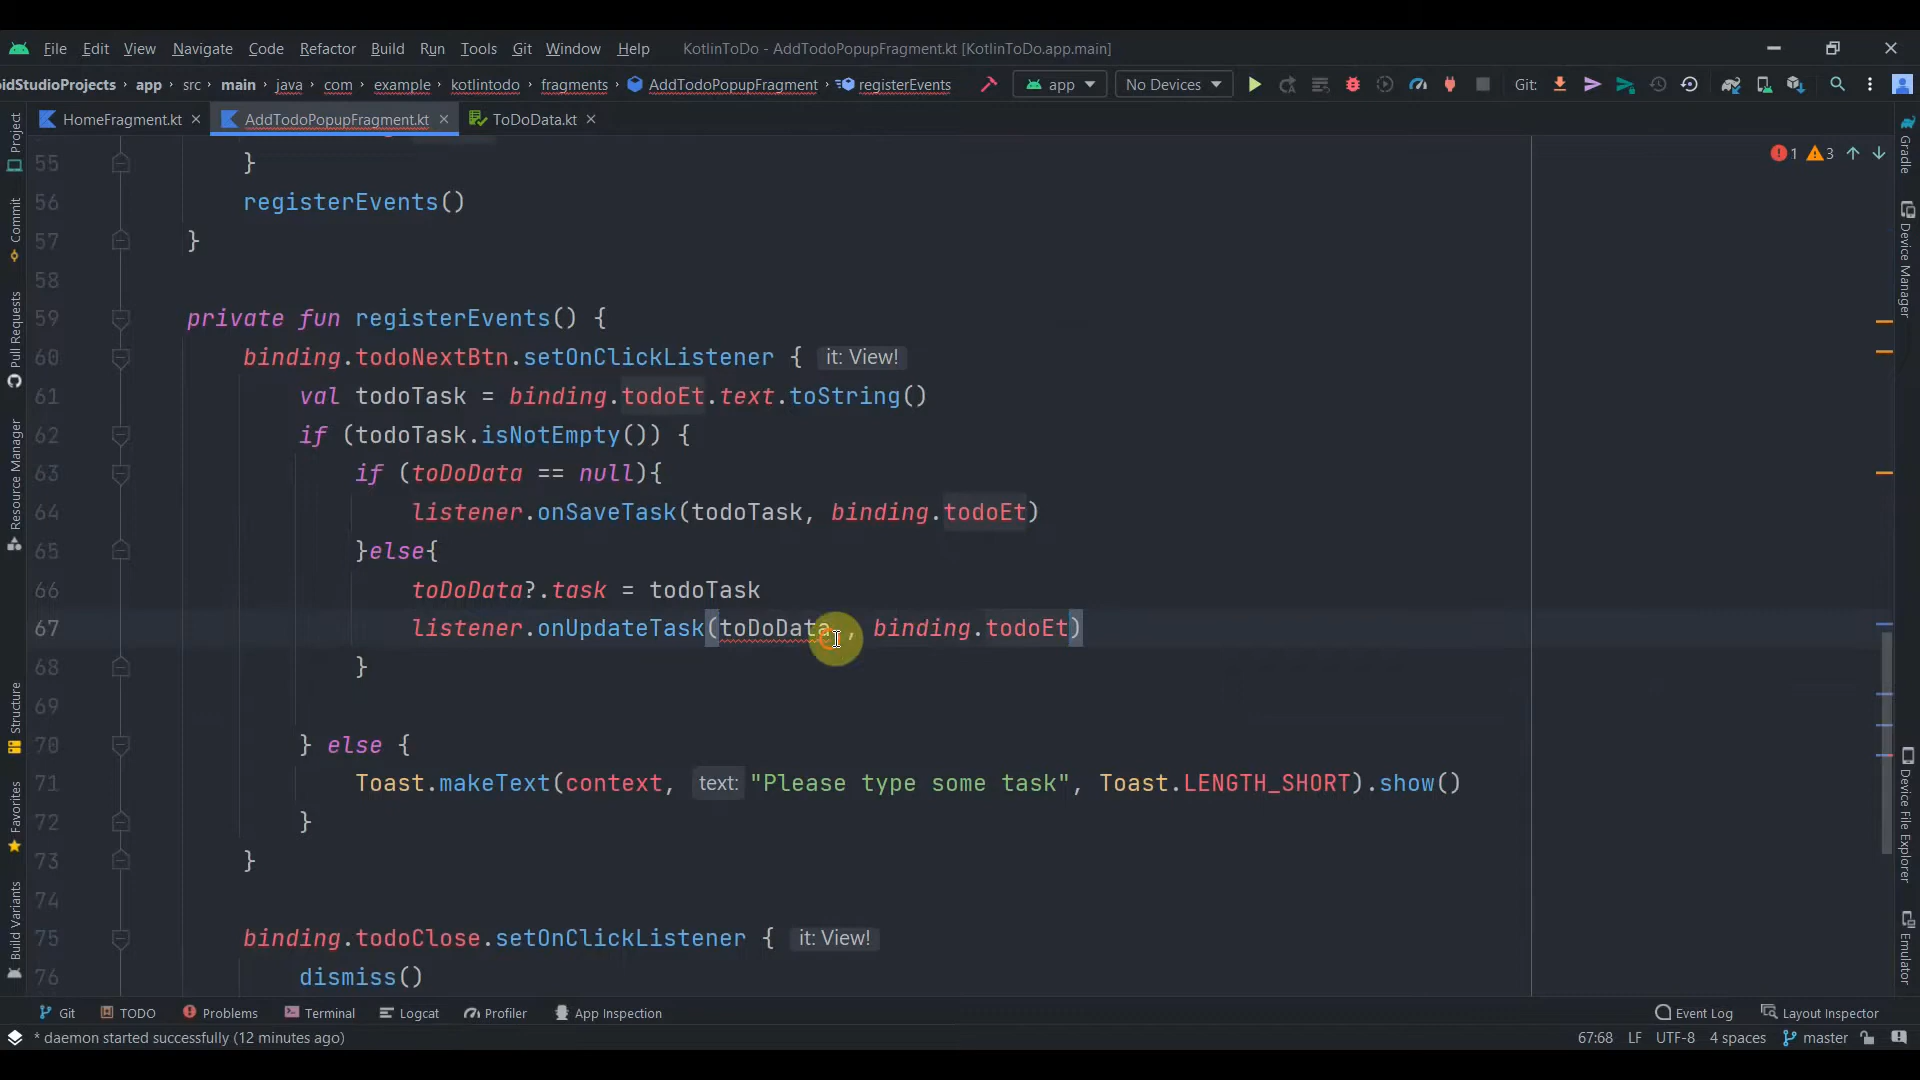 File Edit View Navigate Code Refactor Build Run Tools Git Window Help KotlinToDo - AddTodoPopupFragment.kt [KotlinToDo.app.main]
oidStudioProjects app src main java com example kotlintodo fragments AddTodoPopupFragment registerEvents app No Devices Git:
HomeFragment.kt AddTodoPopupFragment.kt ToDoData.kt
Project
Commit
Pull Requests
Resource Manager
Structure
Favorites
Build Variants
1 3
55 }
56 registerEvents()
57 }
58
59 private fun registerEvents() {
60 binding.todoNextBtn.setOnClickListener { it: View!
61 val todoTask = binding.todoEt.text.toString()
62 if (todoTask.isNotEmpty()) {
63 if (toDoData == null){
64 listener.onSaveTask(todoTask, binding.todoEt)
65 }else{
66 toDoData?.task = todoTask
67 listener.onUpdateTask(toDoData , binding.todoEt)
68 }
69
70 } else {
71 Toast.makeText(context, text: "Please type some task", Toast.LENGTH_SHORT).show()
72 }
73 }
74
75 binding.todoClose.setOnClickListener { it: View!
76 dismiss()
Gradle
Device Manager
Device File Explorer
Emulator
Git TODO Problems Terminal Logcat Profiler App Inspection Event Log Layout Inspector
* daemon started successfully (12 minutes ago) 67:68 LF UTF-8 4 spaces master